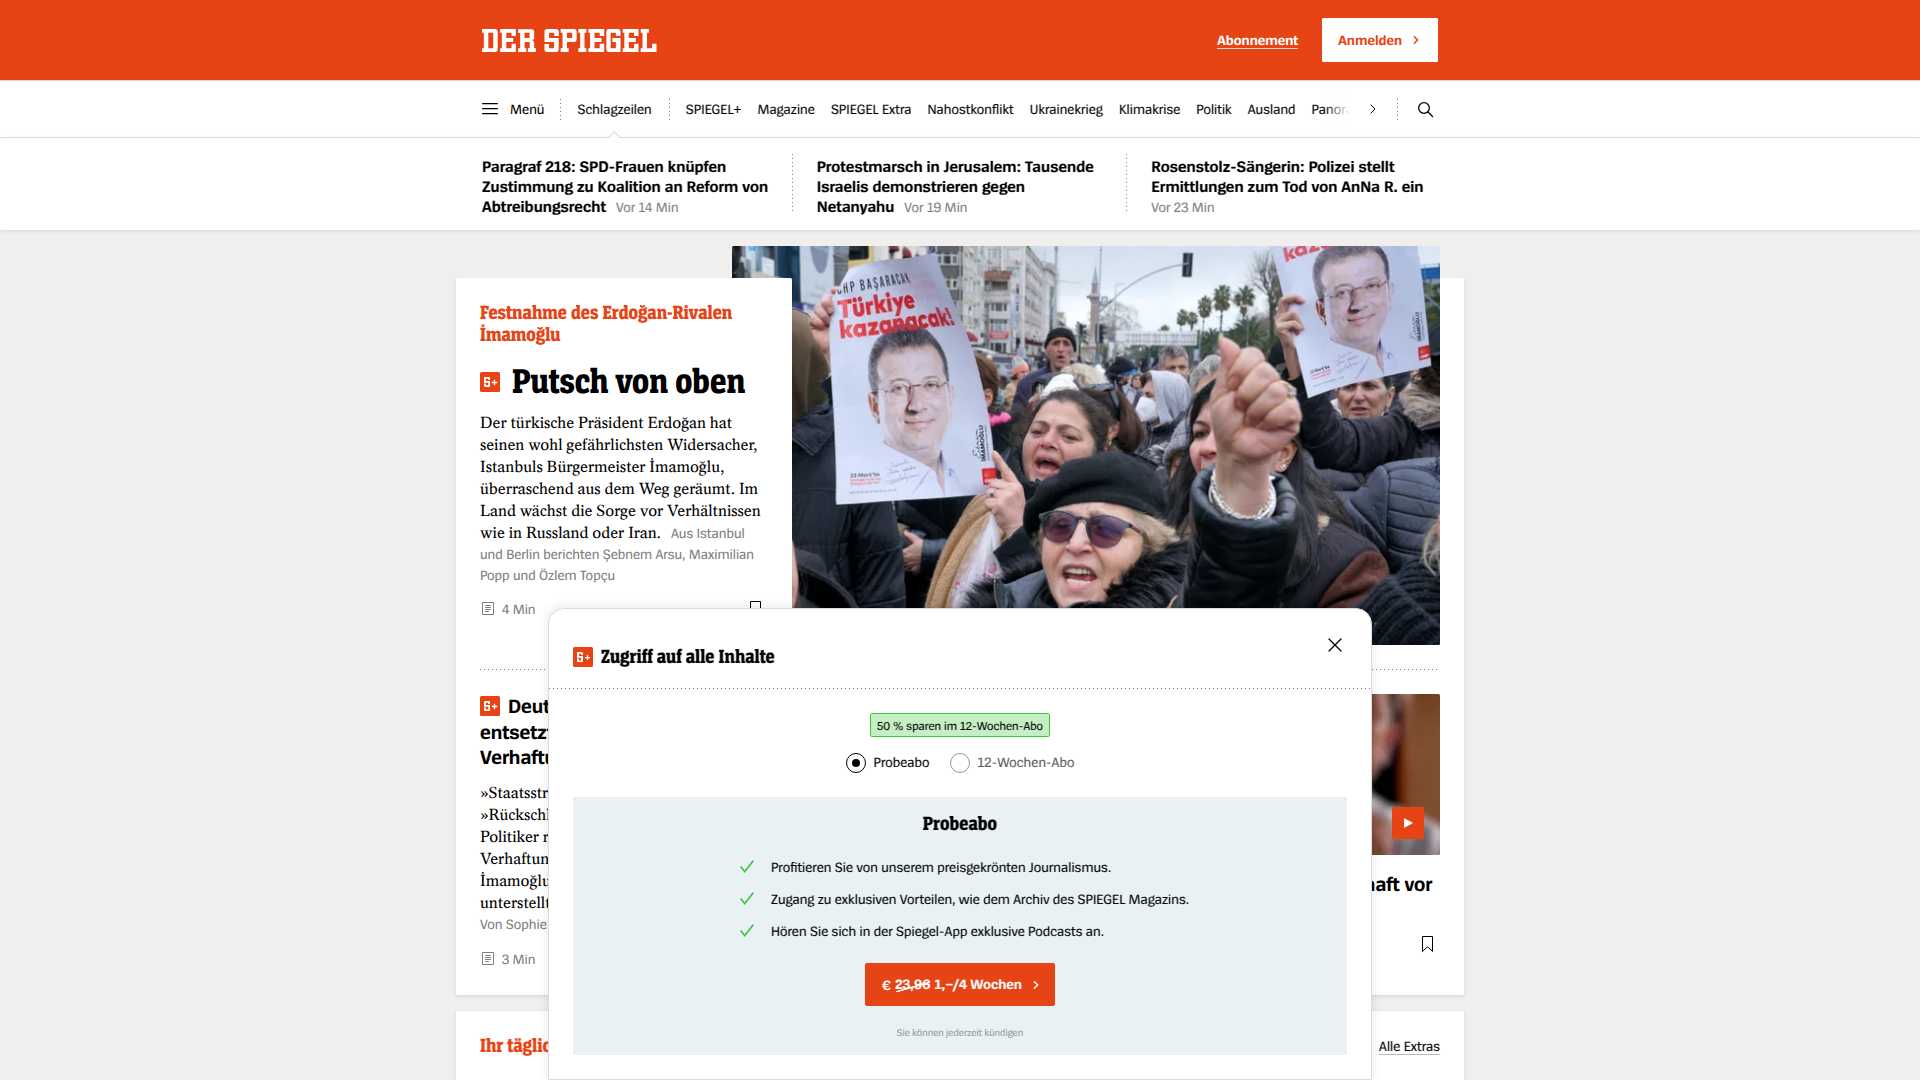 DER SPIEGEL
Abonnement
Anmelden
Menü
Schlagzeilen
SPIEGEL+
Magazine
SPIEGEL Extra
Nahostkonflikt
Ukrainekrieg
Klimakrise
Politik
Ausland
Panor
Paragraf 218: SPD-Frauen knüpfen
Zustimmung zu Koalition an Reform von
Abtreibungsrecht Vor 14 Min
Protestmarsch in Jerusalem: Tausende
Israelis demonstrieren gegen
Netanyahu Vor 19 Min
Rosenstolz-Sängerin: Polizei stellt
Ermittlungen zum Tod von AnNa R. ein
Vor 23 Min
CHP BAŞARACAK
Türkiye
kazanacak!
kazanacak!
Festnahme des Erdoğan-Rivalen
İmamoğlu
Putsch von oben
Der türkische Präsident Erdoğan hat
seinen wohl gefährlichsten Widersacher,
Istanbuls Bürgermeister İmamoğlu,
überraschend aus dem Weg geräumt. Im
Land wächst die Sorge vor Verhältnissen
wie in Russland oder Iran. Aus Istanbul
und Berlin berichten Şebnem Arsu, Maximilian
Popp und Özlem Topçu
4 Min
Zugriff auf alle Inhalte
50 % sparen im 12-Wochen-Abo
Probeabo
12-Wochen-Abo
Probeabo
Profitieren Sie von unserem preisgekrönten Journalismus.
Zugang zu exklusiven Vorteilen, wie dem Archiv des SPIEGEL Magazins.
Hören Sie sich in der Spiegel-App exklusive Podcasts an.
€ 23,96 1,–/4 Wochen
Sie können jederzeit kündigen
Deut
entsetz
Verhaftu
»Staatsstr
»Rückschl
Politiker r
Verhaftun
İmamoğlu
unterstellt
Von Sophie
3 Min
haft vor
Ihr täglic
Alle Extras